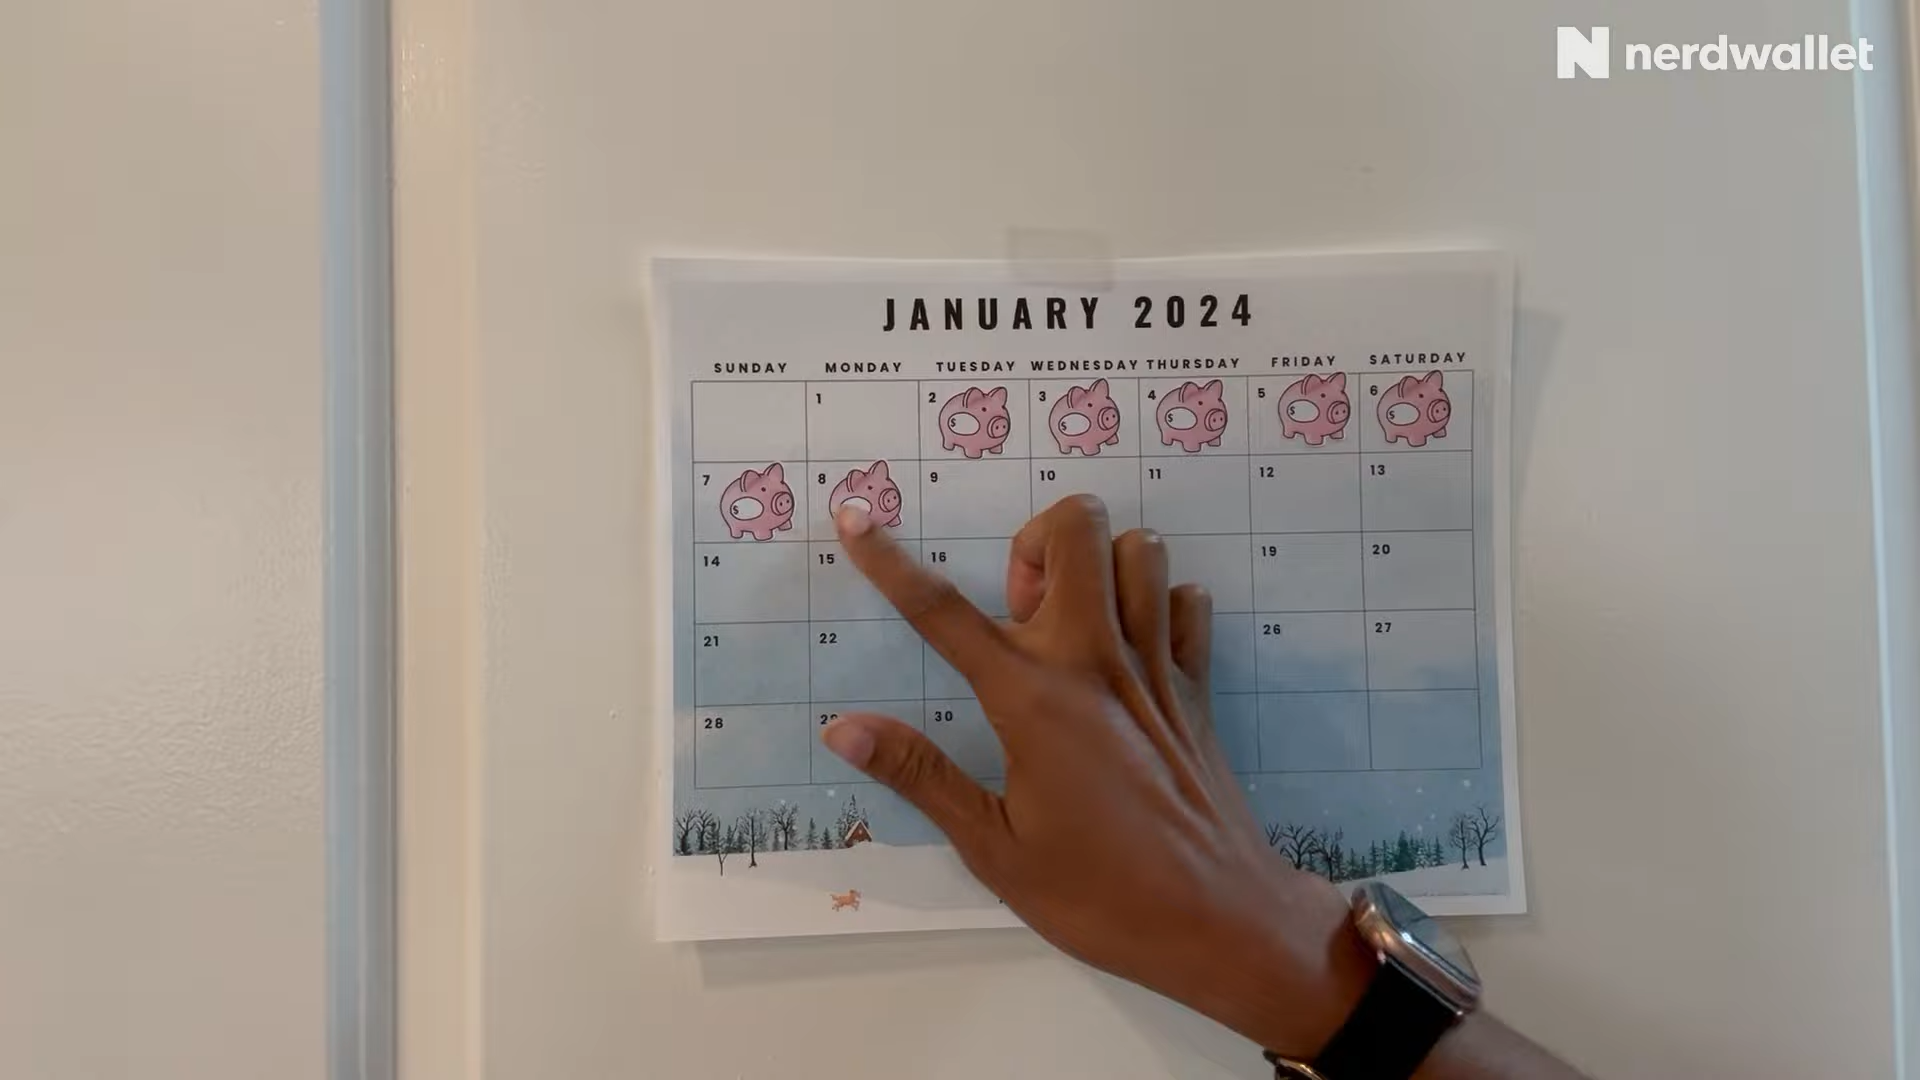 nerdwallet
JANUARY 2024
SUNDAY MONDAY TUESDAY WEDNESDAY THURSDAY FRIDAY SATURDAY
1 2 3 4 5 6
$ $ $ $ $
7 8 9 10 11 12 13
$
14 15 16 19 20
21 22 26 27
28 29 30